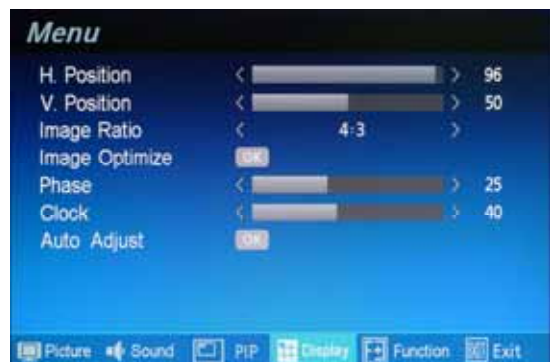 Menu
H. Position 96
V. Position 50
Image Ratio 4:3
Image Optimize OK
Phase 25
Clock 40
Auto Adjust OK
Picture Sound PIP Display Function Exit